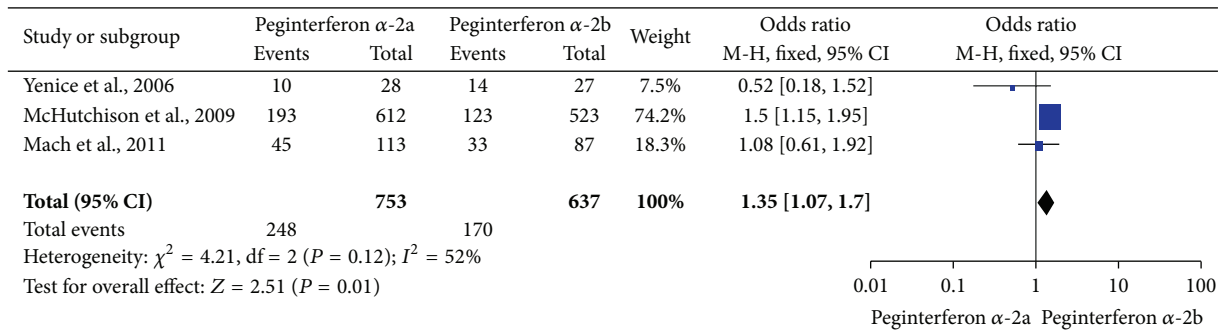 Study or subgroup Peginterferon α-2a Peginterferon α-2b Weight Odds ratio Odds ratio
Events Total Events Total M-H, fixed, 95% CI M-H, fixed, 95% CI
Yenice et al., 2006 10 28 14 27 7.5% 0.52 [0.18, 1.52]
McHutchison et al., 2009 193 612 123 523 74.2% 1.5 [1.15, 1.95]
Mach et al., 2011 45 113 33 87 18.3% 1.08 [0.61, 1.92]
Total (95% CI) 753 637 100% 1.35 [1.07, 1.7]
Total events 248 170
Heterogeneity: χ² = 4.21, df = 2 (P = 0.12); I² = 52%
Test for overall effect: Z = 2.51 (P = 0.01)
0.01 0.1 1 10 100
Peginterferon α-2a Peginterferon α-2b